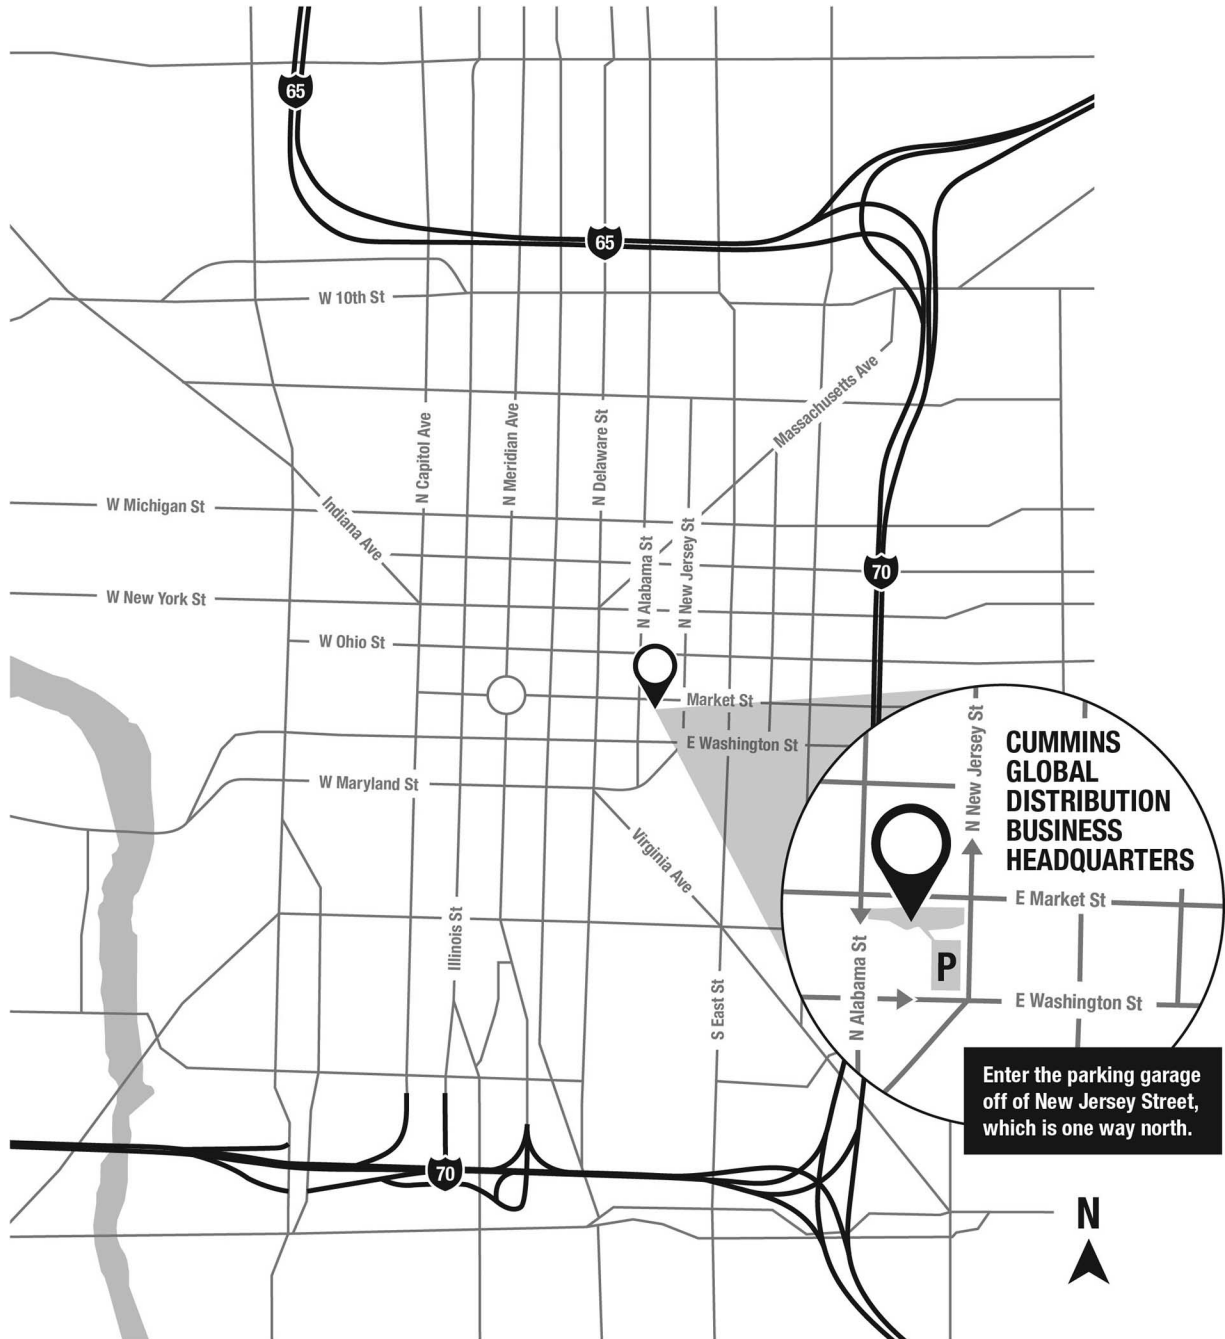 65
65
W 10th St
Massachusetts Ave
N Capitol Ave
N Meridian Ave
N Delaware St
W Michigan St
Indiana Ave
N Alabama St
N New Jersey St
70
W New York St
W Ohio St
Market St
E Washington St
W Maryland St
Virginia Ave
Illinois St
S East St
70
N New Jersey St
CUMMINS
GLOBAL
DISTRIBUTION
BUSINESS
HEADQUARTERS
E Market St
N Alabama St
P
E Washington St
Enter the parking garage
off of New Jersey Street,
which is one way north.
N